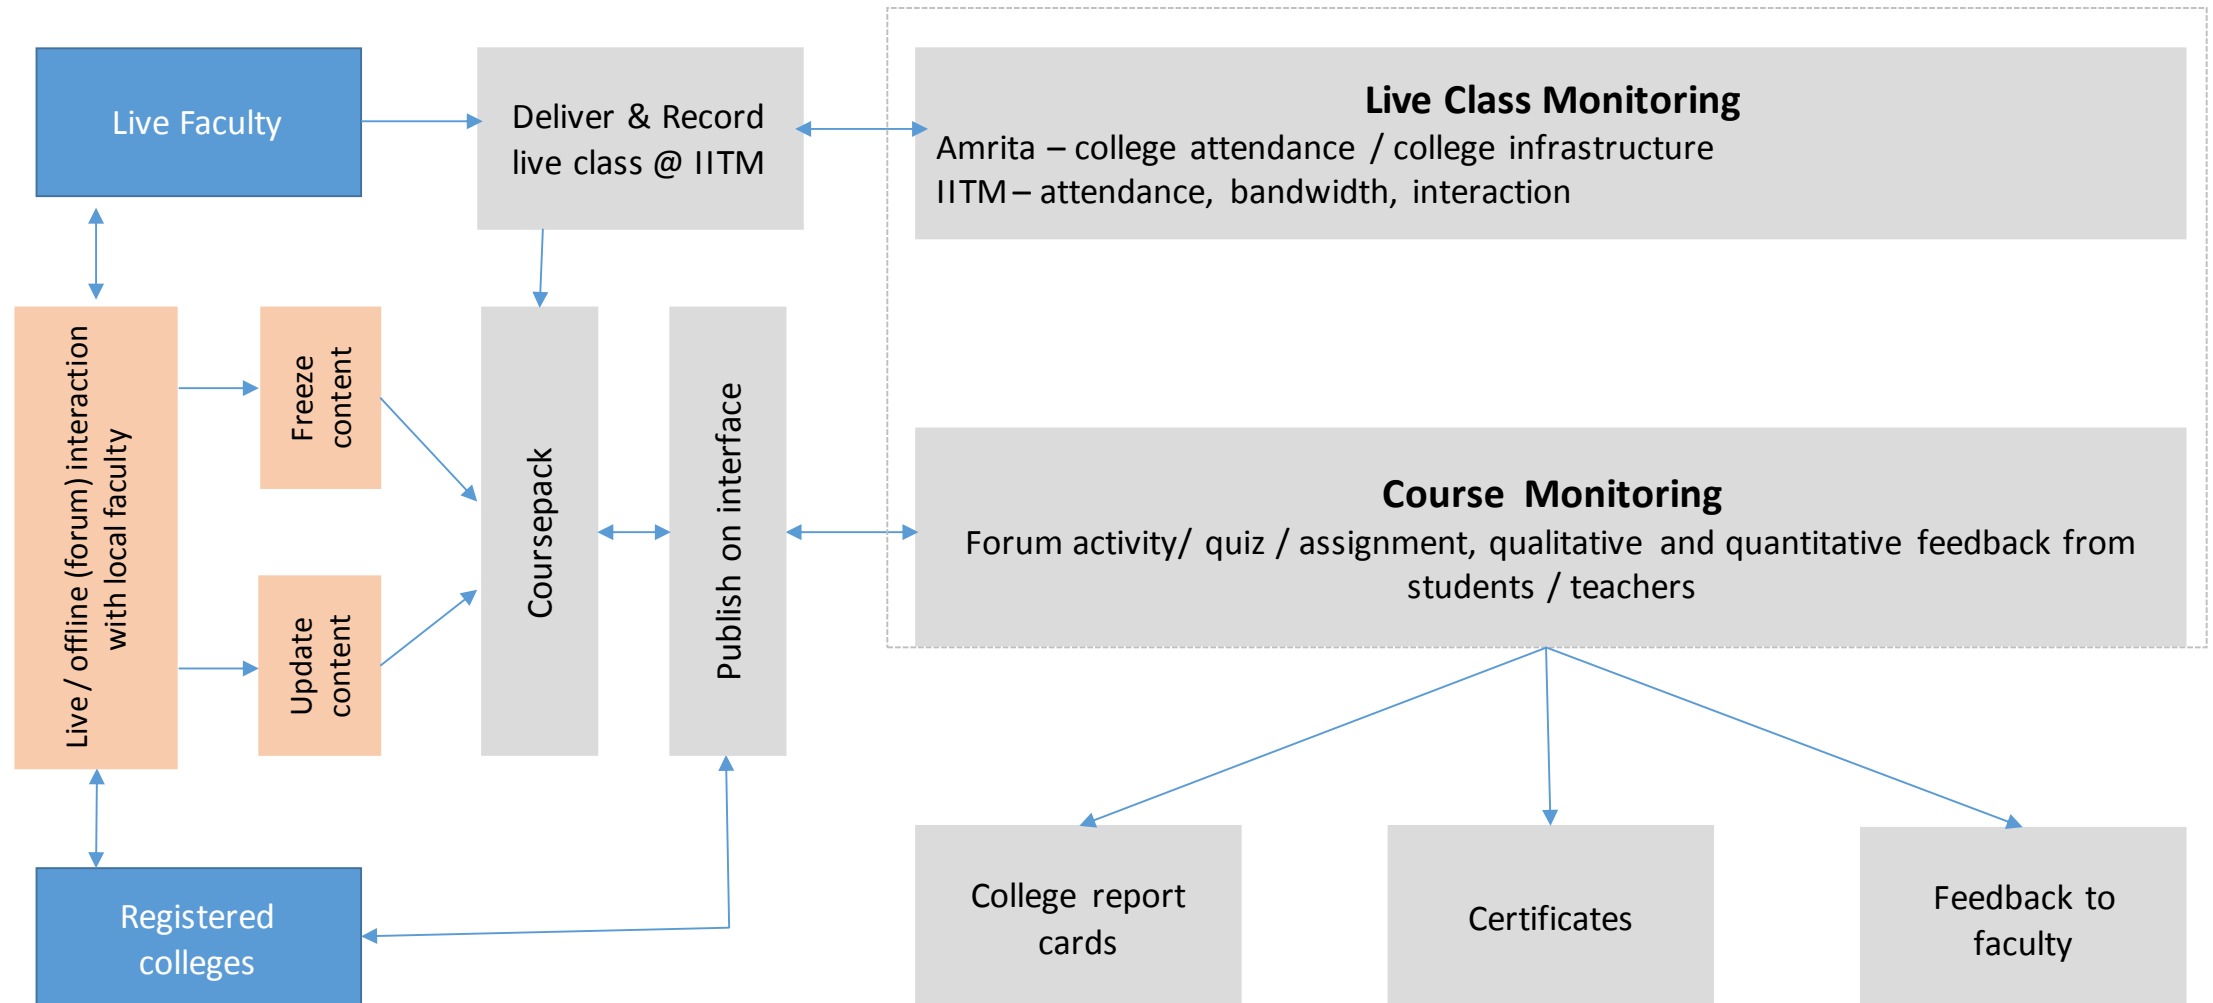 Live Faculty
Deliver & Record
live class @ IITM
Live Class Monitoring
Amrita – college attendance / college infrastructure
IITM – attendance, bandwidth, interaction
Live / offline (forum) interaction
with local faculty
Freeze
content
Update
content
Coursepack
Publish on interface
Course Monitoring
Forum activity/ quiz / assignment, qualitative and quantitative feedback from
students / teachers
Registered
colleges
College report
cards
Certificates
Feedback to
faculty